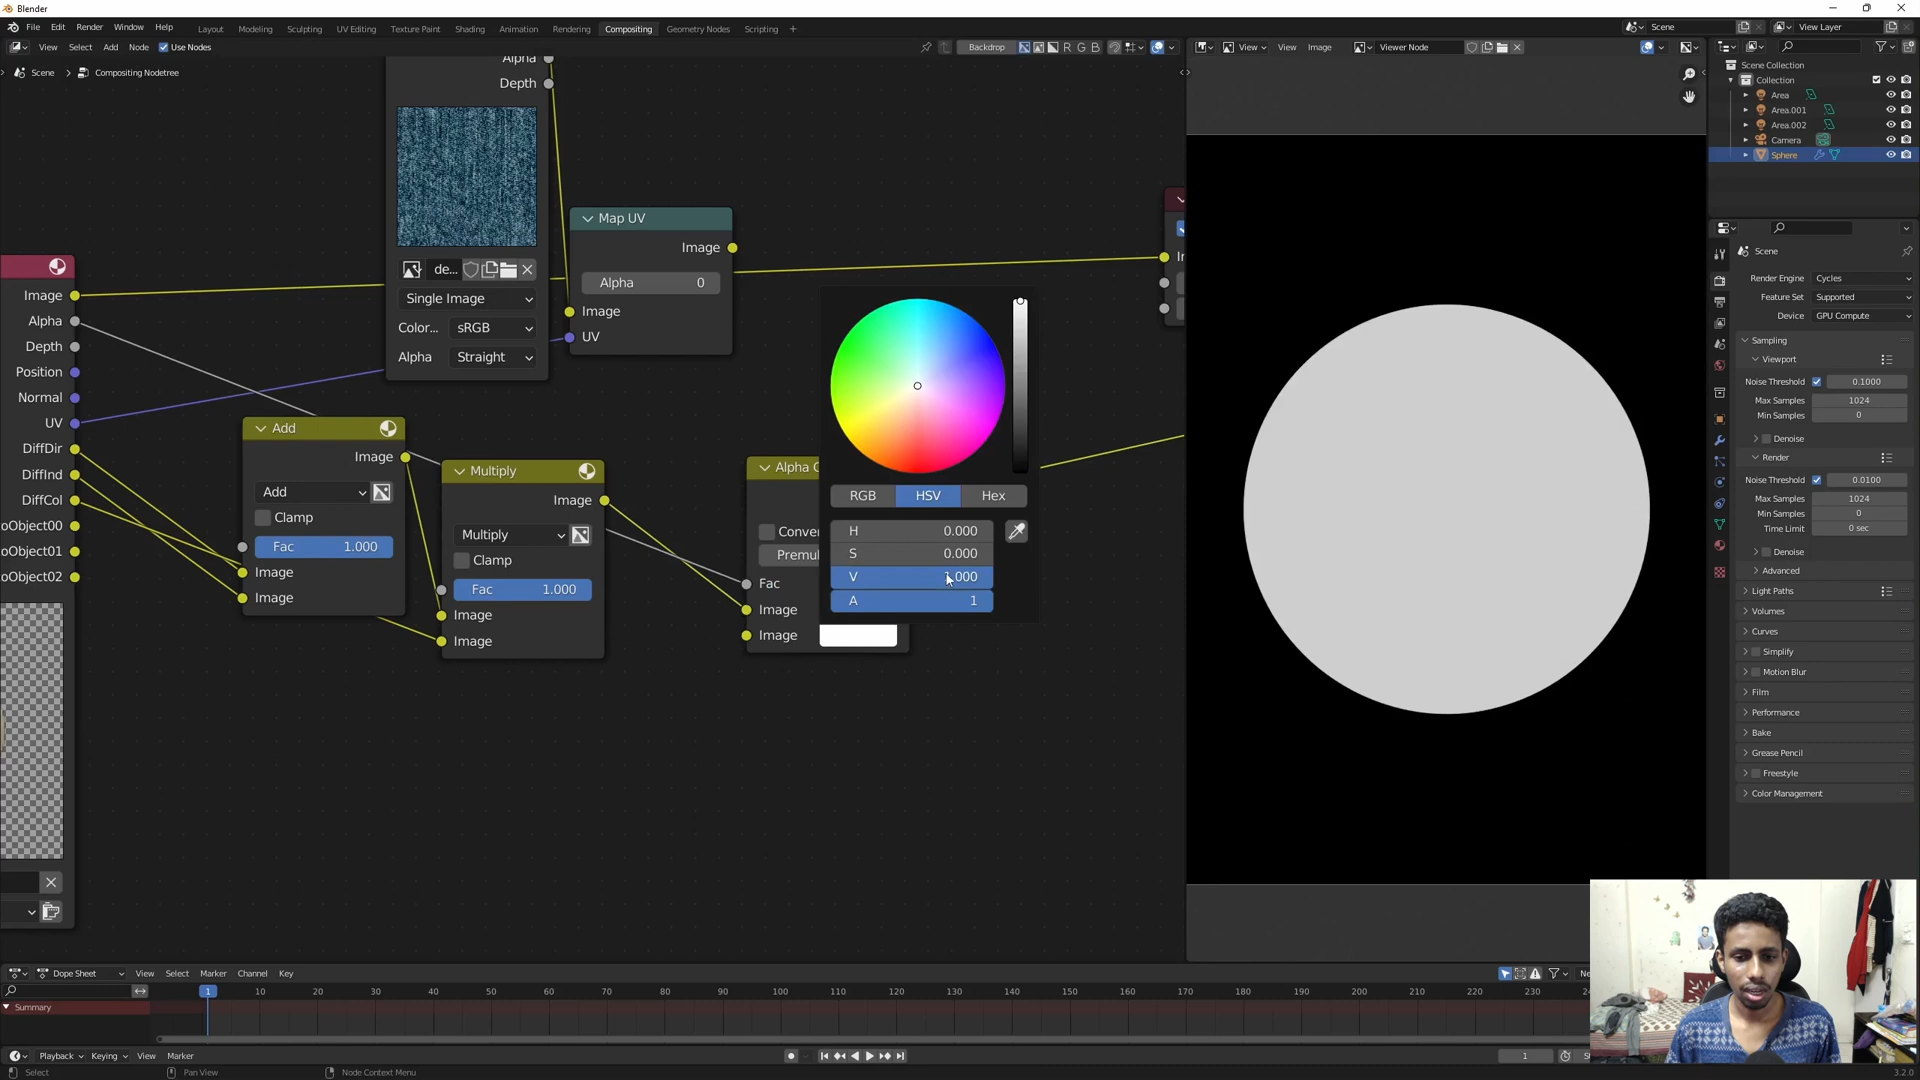 Blender
File Edit Render Window Help Layout Modeling Sculpting UV Editing Texture Paint Shading Animation Rendering Compositing Geometry Nodes Scripting + Scene View Layer
View Select Add Node Use Nodes Backdrop R G B View View Image Viewer Node
Scene > Compositing Nodetree
Scene Collection
Collection
Area
Area.001
Area.002
Camera
Sphere
Alpha
Depth
de...
Single Image
Color... sRGB
Alpha Straight
Map UV
Image
Alpha 0
Image
UV
Image
Alpha
Depth
Position
Normal
UV
DiffDir
DiffInd
DiffCol
oObject00
oObject01
oObject02
Add
Image
Add
Clamp
Fac 1.000
Image
Image
Multiply
Image
Multiply
Clamp
Fac 1.000
Image
Image
Alpha
Conver
Premul
Fac
Image
Image
RGB HSV Hex
H 0.000
S 0.000
V 1.000
A 1
Scene
Render Engine Cycles
Feature Set Supported
Device GPU Compute
Sampling
Viewport
Noise Threshold 0.1000
Max Samples 1024
Min Samples 0
Denoise
Render
Noise Threshold 0.0100
Max Samples 1024
Min Samples 0
Time Limit 0 sec
Denoise
Advanced
Light Paths
Volumes
Curves
Simplify
Motion Blur
Film
Performance
Bake
Grease Pencil
Freestyle
Color Management
Dope Sheet View Select Marker Channel Key
1 10 20 30 40 50 60 70 80 90 100 110 120 130 140 150 160 170 180 190 200 210 220 230
Summary
Playback Keying View Marker 1
Select Pan View Node Context Menu 3.2.0